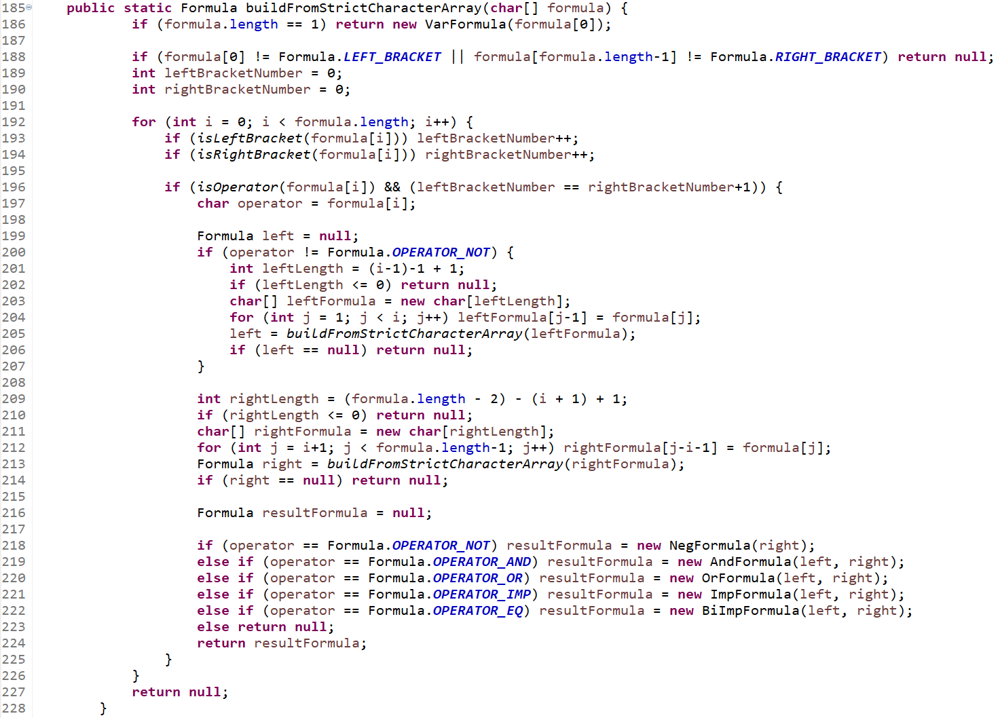 185 public static Formula buildFromStrictCharacterArray(char[] formula) {
186 if (formula.length == 1) return new VarFormula(formula[0]);
187
188 if (formula[0] != Formula.LEFT_BRACKET || formula[formula.length-1] != Formula.RIGHT_BRACKET) return null;
189 int leftBracketNumber = 0;
190 int rightBracketNumber = 0;
191
192 for (int i = 0; i < formula.length; i++) {
193 if (isLeftBracket(formula[i])) leftBracketNumber++;
194 if (isRightBracket(formula[i])) rightBracketNumber++;
195
196 if (isOperator(formula[i]) && (leftBracketNumber == rightBracketNumber+1)) {
197 char operator = formula[i];
198
199 Formula left = null;
200 if (operator != Formula.OPERATOR_NOT) {
201 int leftLength = (i-1)-1 + 1;
202 if (leftLength <= 0) return null;
203 char[] leftFormula = new char[leftLength];
204 for (int j = 1; j < i; j++) leftFormula[j-1] = formula[j];
205 left = buildFromStrictCharacterArray(leftFormula);
206 if (left == null) return null;
207 }
208
209 int rightLength = (formula.length - 2) - (i + 1) + 1;
210 if (rightLength <= 0) return null;
211 char[] rightFormula = new char[rightLength];
212 for (int j = i+1; j < formula.length-1; j++) rightFormula[j-i-1] = formula[j];
213 Formula right = buildFromStrictCharacterArray(rightFormula);
214 if (right == null) return null;
215
216 Formula resultFormula = null;
217
218 if (operator == Formula.OPERATOR_NOT) resultFormula = new NegFormula(right);
219 else if (operator == Formula.OPERATOR_AND) resultFormula = new AndFormula(left, right);
220 else if (operator == Formula.OPERATOR_OR) resultFormula = new OrFormula(left, right);
221 else if (operator == Formula.OPERATOR_IMP) resultFormula = new ImpFormula(left, right);
222 else if (operator == Formula.OPERATOR_EQ) resultFormula = new BiImpFormula(left, right);
223 else return null;
224 return resultFormula;
225 }
226 }
227 return null;
228 }